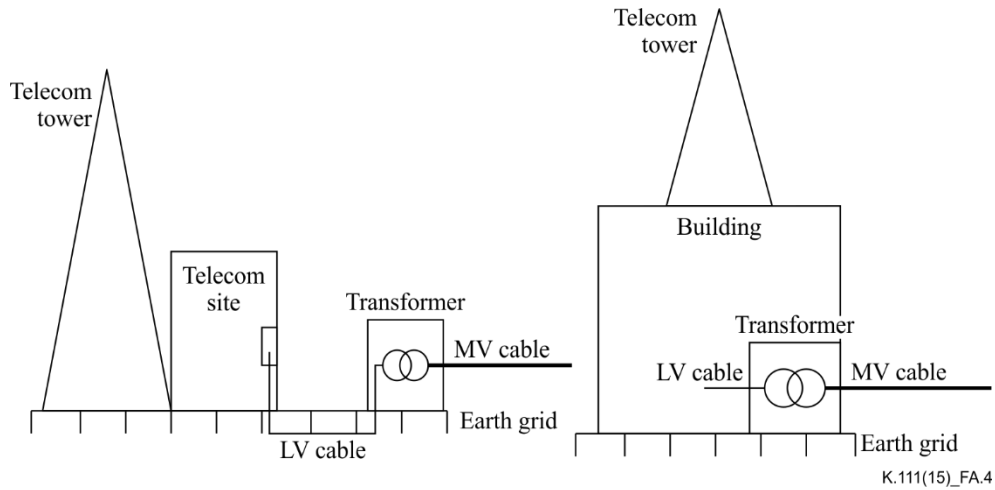 Telecom
tower
Telecom
site
Transformer
MV cable
Earth grid
LV cable
Telecom
tower
Building
Transformer
LV cable
MV cable
Earth grid
K.111(15)_FA.4